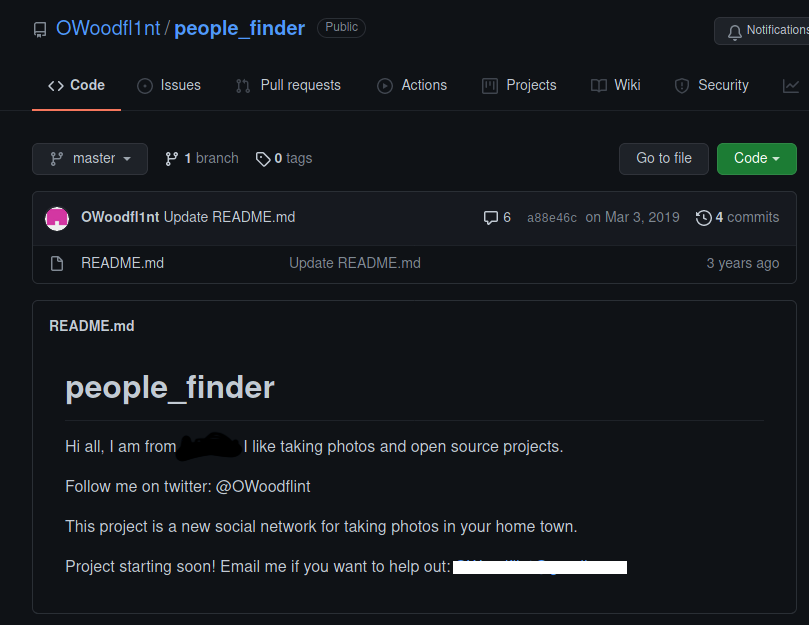 OWoodfl1nt / people_finder Public
Notifications
Code Issues Pull requests Actions Projects Wiki Security
master 1 branch 0 tags Go to file Code
OWoodfl1nt Update README.md 6 a88e46c on Mar 3, 2019 4 commits
README.md Update README.md 3 years ago
README.md
people_finder
Hi all, I am from I like taking photos and open source projects.
Follow me on twitter: @OWoodflint
This project is a new social network for taking photos in your home town.
Project starting soon! Email me if you want to help out: